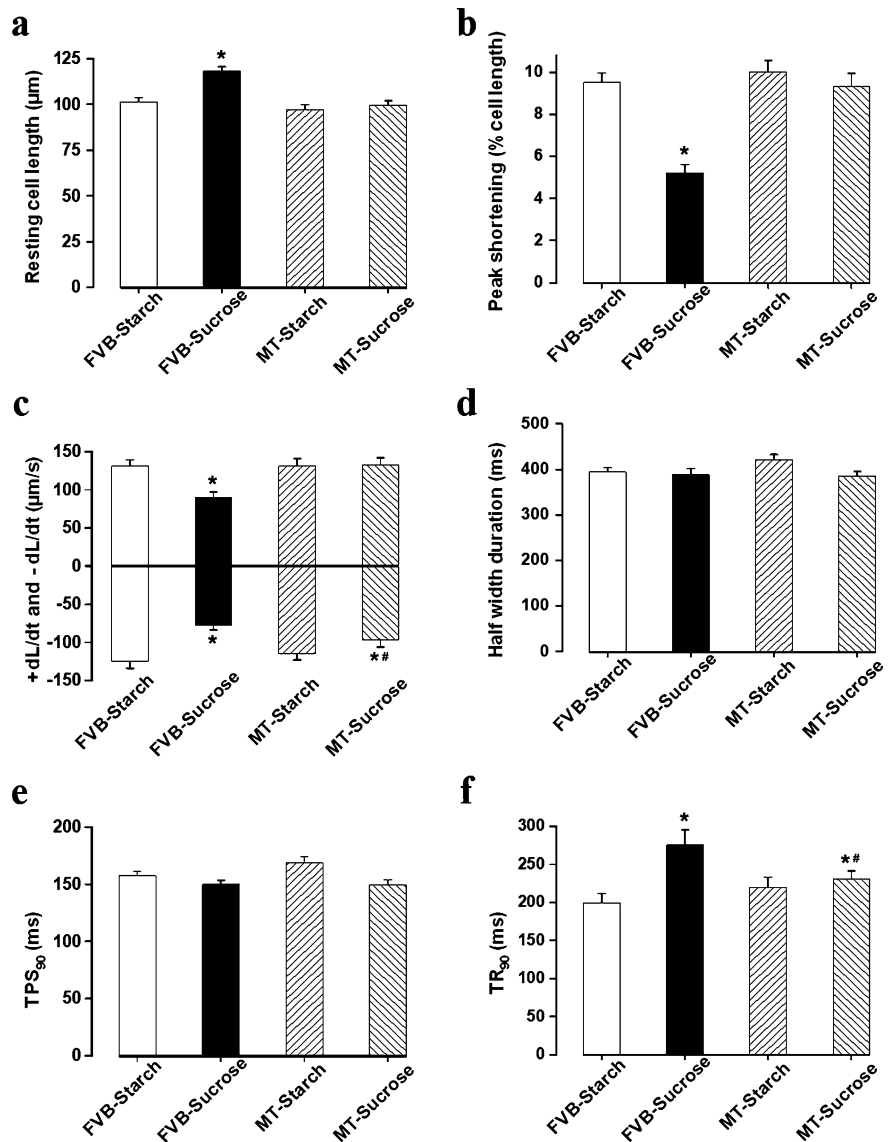 a
Resting cell length (µm)
125
100
75
50
25
0
*
FVB-Starch
FVB-Sucrose
MT-Starch
MT-Sucrose
b
Peak shortening (% cell length)
10
8
6
4
2
0
*
FVB-Starch
FVB-Sucrose
MT-Starch
MT-Sucrose
c
+dL/dt and - dL/dt (µm/s)
150
100
50
0
-50
-100
-150
*
*
*#
FVB-Starch
FVB-Sucrose
MT-Starch
MT-Sucrose
d
Half width duration (ms)
500
400
300
200
100
0
FVB-Starch
FVB-Sucrose
MT-Starch
MT-Sucrose
e
TPS90 (ms)
200
150
100
50
0
FVB-Starch
FVB-Sucrose
MT-Starch
MT-Sucrose
f
TR90 (ms)
300
250
200
150
100
50
0
*
*#
FVB-Starch
FVB-Sucrose
MT-Starch
MT-Sucrose